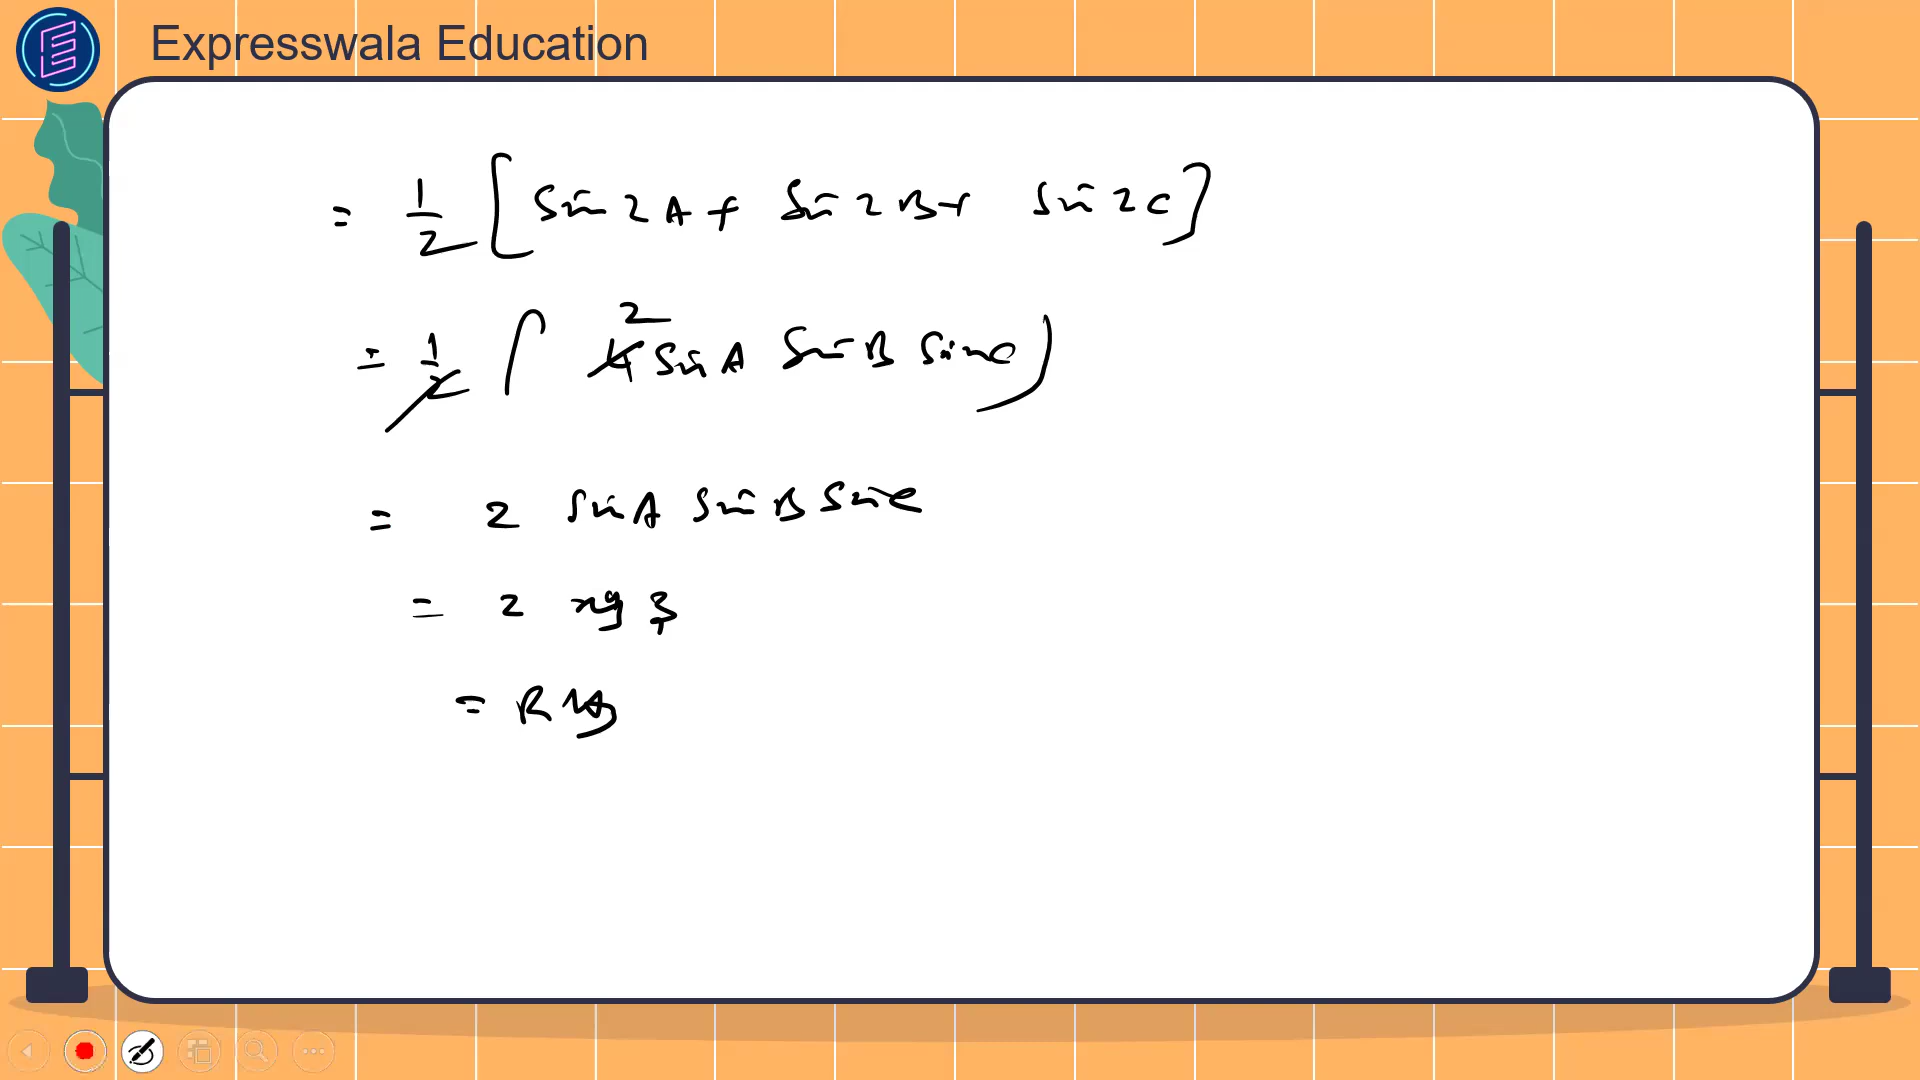 Expresswala Education
= 1/2 [Sin 2A + Sin 2B + Sin 2C]
= 1/2 ( 4 2 Sin A Sin B Sin C )
= 2 Sin A Sin B Sin C
= 2 xyz
= RHS